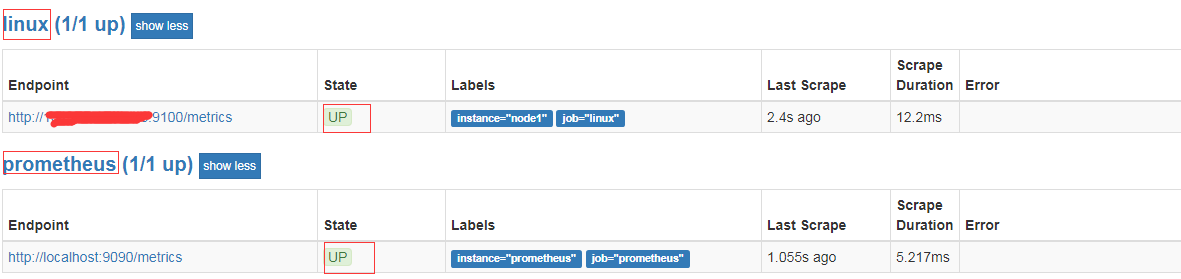 linux (1/1 up) show less
Endpoint State Labels Last Scrape Scrape Duration Error
http:// :9100/metrics UP instance="node1" job="linux" 2.4s ago 12.2ms
prometheus (1/1 up) show less
Endpoint State Labels Last Scrape Scrape Duration Error
http://localhost:9090/metrics UP instance="prometheus" job="prometheus" 1.055s ago 5.217ms